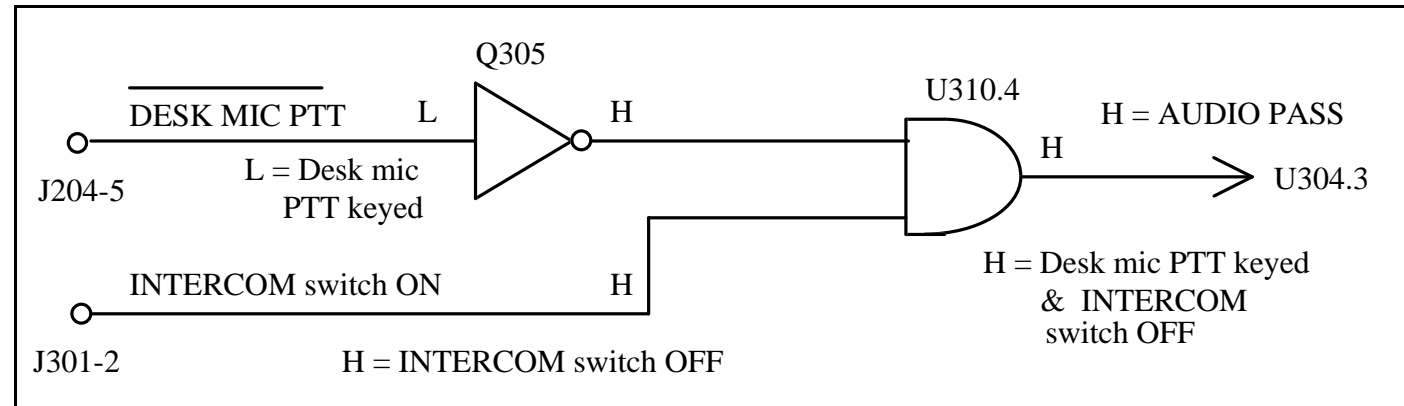 Q305
U310.4
DESK MIC PTT
L
H
H = AUDIO PASS
H
J204-5
L = Desk mic
PTT keyed
U304.3
INTERCOM switch ON
H
H = Desk mic PTT keyed
& INTERCOM
switch OFF
J301-2
H = INTERCOM switch OFF